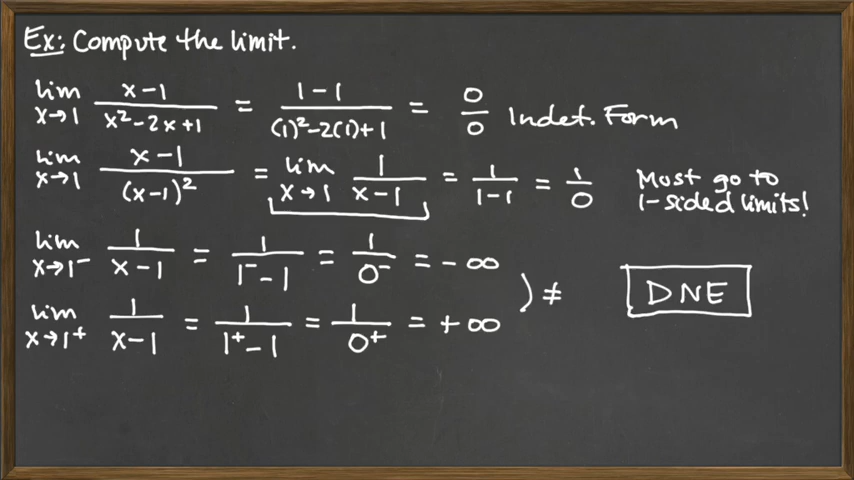 Ex: Compute the limit.
lim x→1 (x-1)/(x²-2x+1) = (1-1)/((1)²-2(1)+1) = 0/0 Indet. Form
lim x→1 (x-1)/(x-1)² = lim x→1 1/(x-1) = 1/(1-1) = 1/0 Must go to 1-sided limits!
lim x→1⁻ 1/(x-1) = 1/(1⁻-1) = 1/0⁻ = -∞
) ≠ DNE
lim x→1⁺ 1/(x-1) = 1/(1⁺-1) = 1/0⁺ = +∞